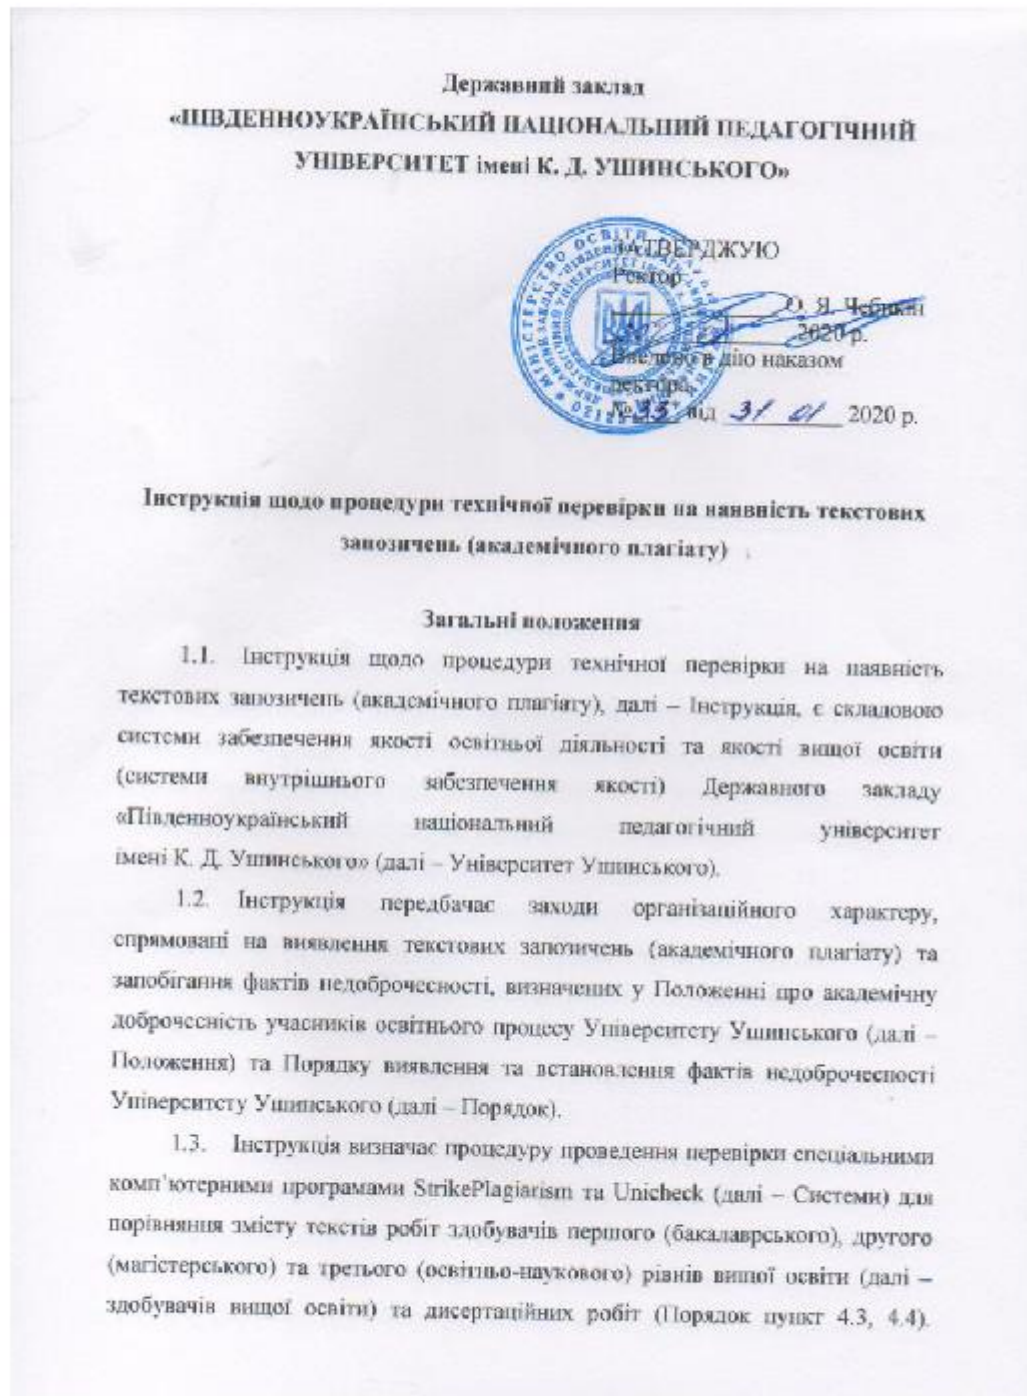 Державний заклад
«ПІВДЕННОУКРАЇНСЬКИЙ НАЦІОНАЛЬНИЙ ПЕДАГОГІЧНИЙ
УНІВЕРСИТЕТ імені К. Д. УШИНСЬКОГО»
ЗАТВЕРДЖУЮ
Ректор
О. Я. Чебикін
2020 р.
Введено в дію наказом
ректора
№ 35 від 31 01 2020 р.
Інструкція щодо процедури технічної перевірки на наявність текстових
запозичень (академічного плагіату)
Загальні положення
1.1. Інструкція щодо процедури технічної перевірки на наявність
текстових запозичень (академічного плагіату), далі – Інструкція, є складовою
системи забезпечення якості освітньої діяльності та якості вищої освіти
(системи внутрішнього забезпечення якості) Державного закладу
«Південноукраїнський національний педагогічний університет
імені К. Д. Ушинського» (далі – Університет Ушинського).
1.2. Інструкція передбачає заходи організаційного характеру,
спрямовані на виявлення текстових запозичень (академічного плагіату) та
запобігання фактів недоброчесності, визначених у Положенні про академічну
доброчесність учасників освітнього процесу Університету Ушинського (далі –
Положення) та Порядку виявлення та встановлення фактів недоброчесності
Університету Ушинського (далі – Порядок).
1.3. Інструкція визначає процедуру проведення перевірки спеціальними
комп’ютерними програмами StrikePlagiarism та Unicheck (далі – Системи) для
порівняння змісту текстів робіт здобувачів першого (бакалаврського), другого
(магістерського) та третього (освітньо-наукового) рівнів вищої освіти (далі –
здобувачів вищої освіти) та дисертаційних робіт (Порядок пункт 4.3, 4.4).